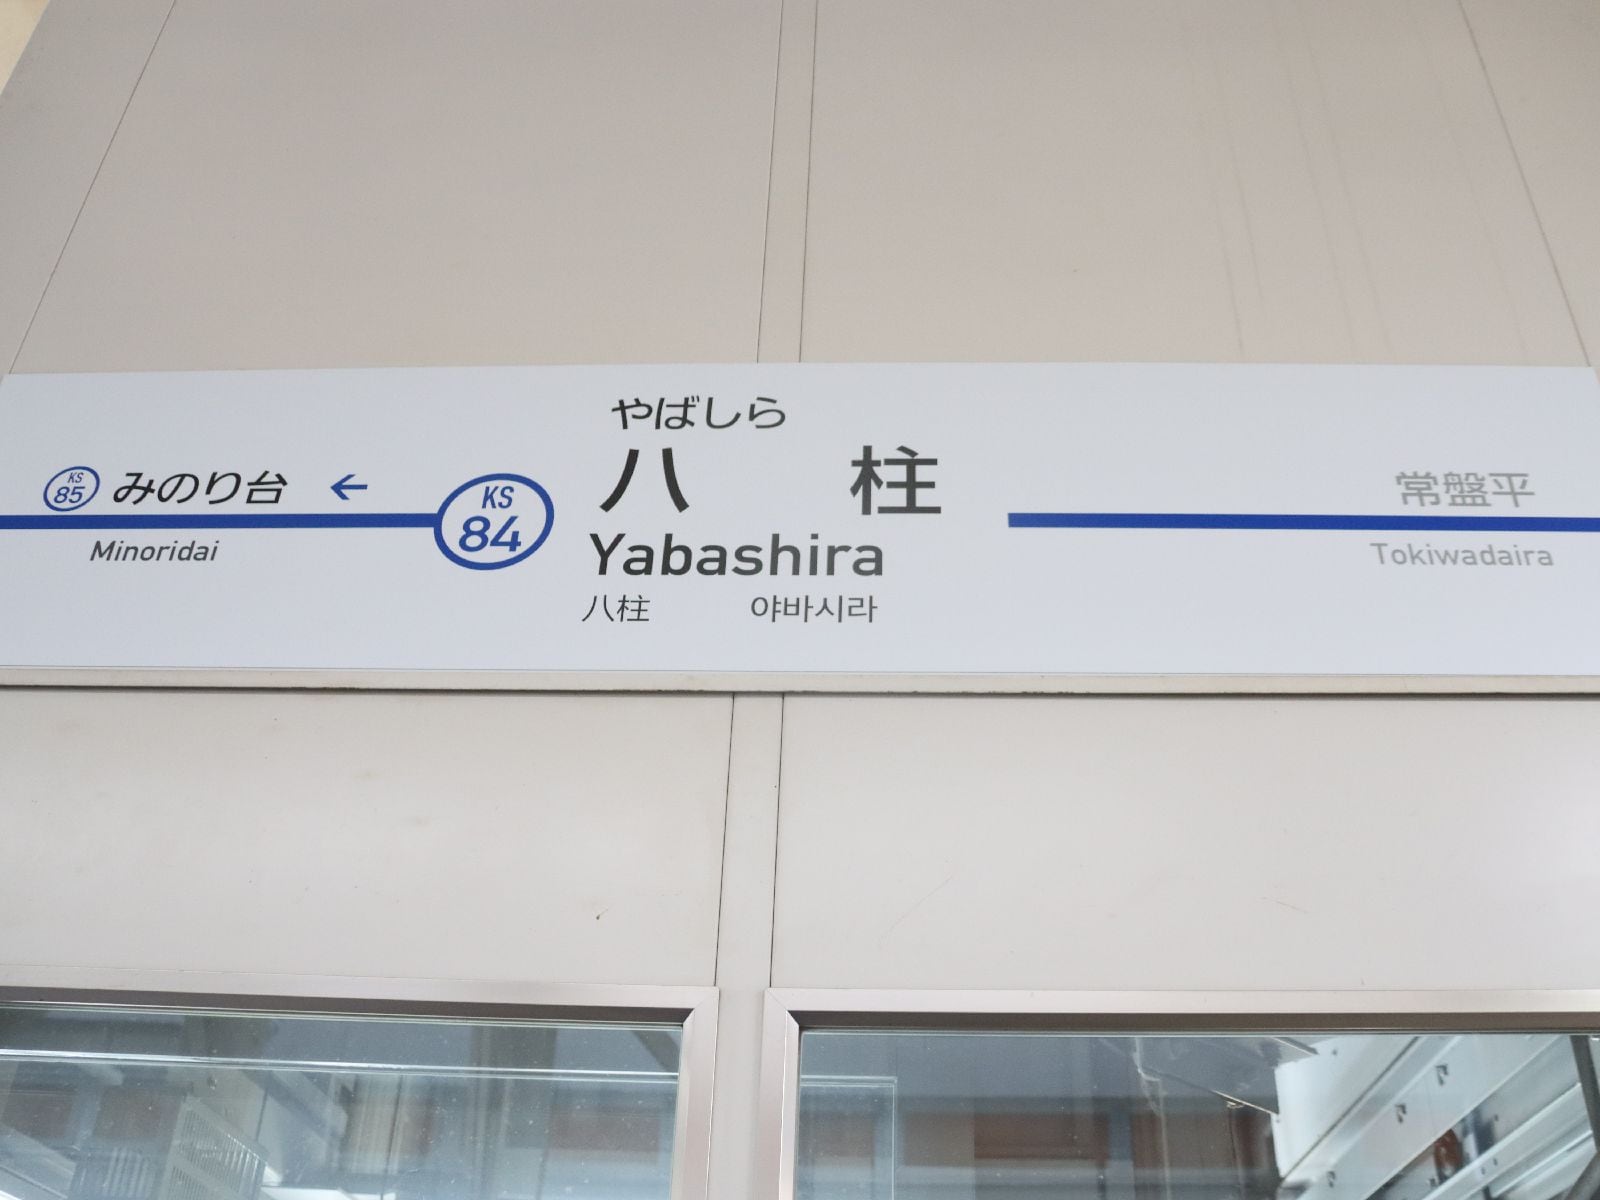 KS
85
みのり台 ←
Minoridai
KS
84
やばしら
八柱
Yabashira
八柱 야바시라
常盤平
Tokiwadaira